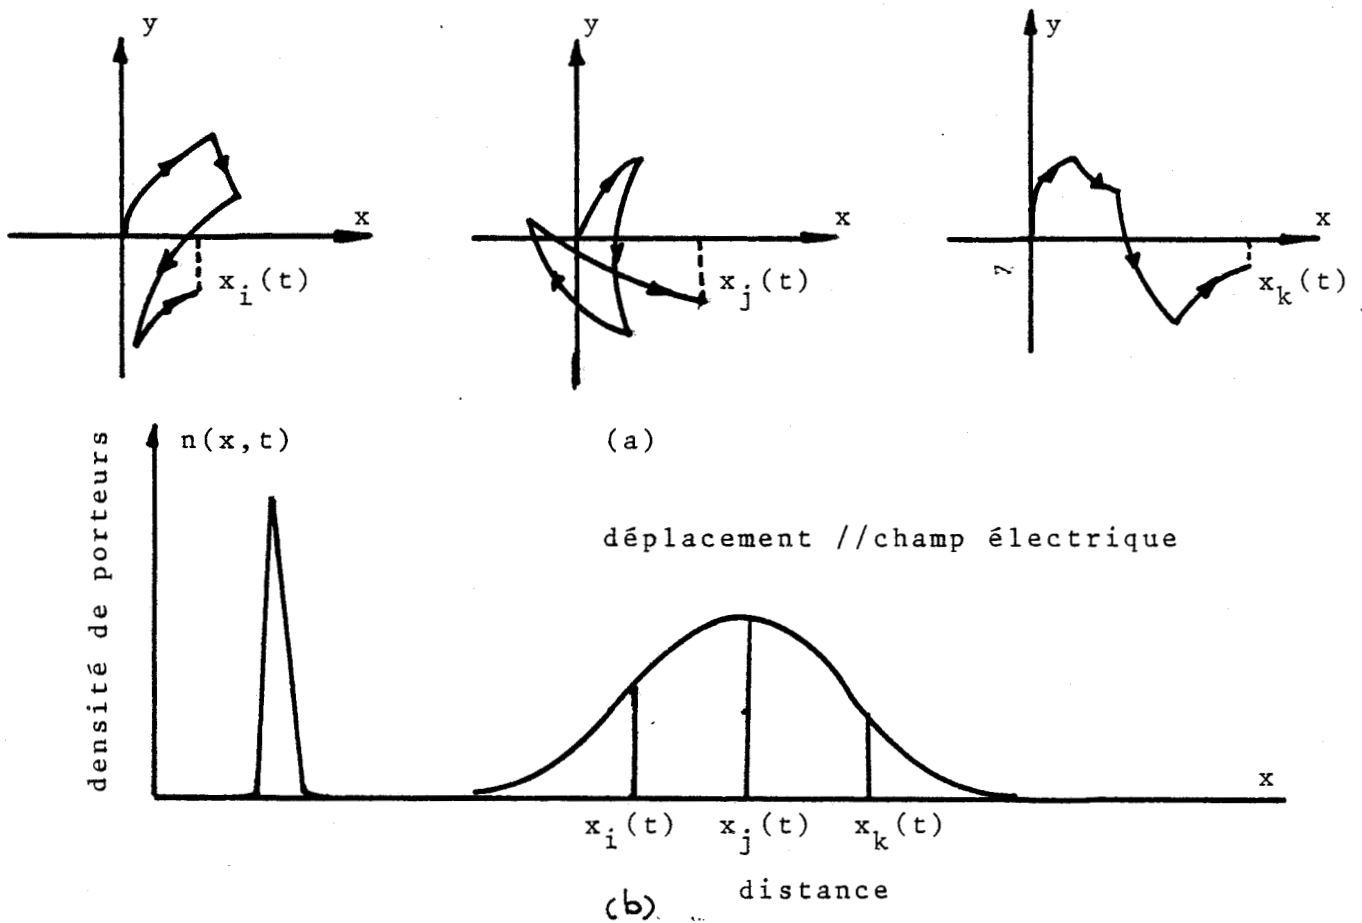 y
x
x_i(t)
y
x
x_j(t)
y
x
x_k(t)
(a)
n(x,t)
densité de porteurs
déplacement //champ électrique
x
x_i(t)
x_j(t)
x_k(t)
distance
(b)